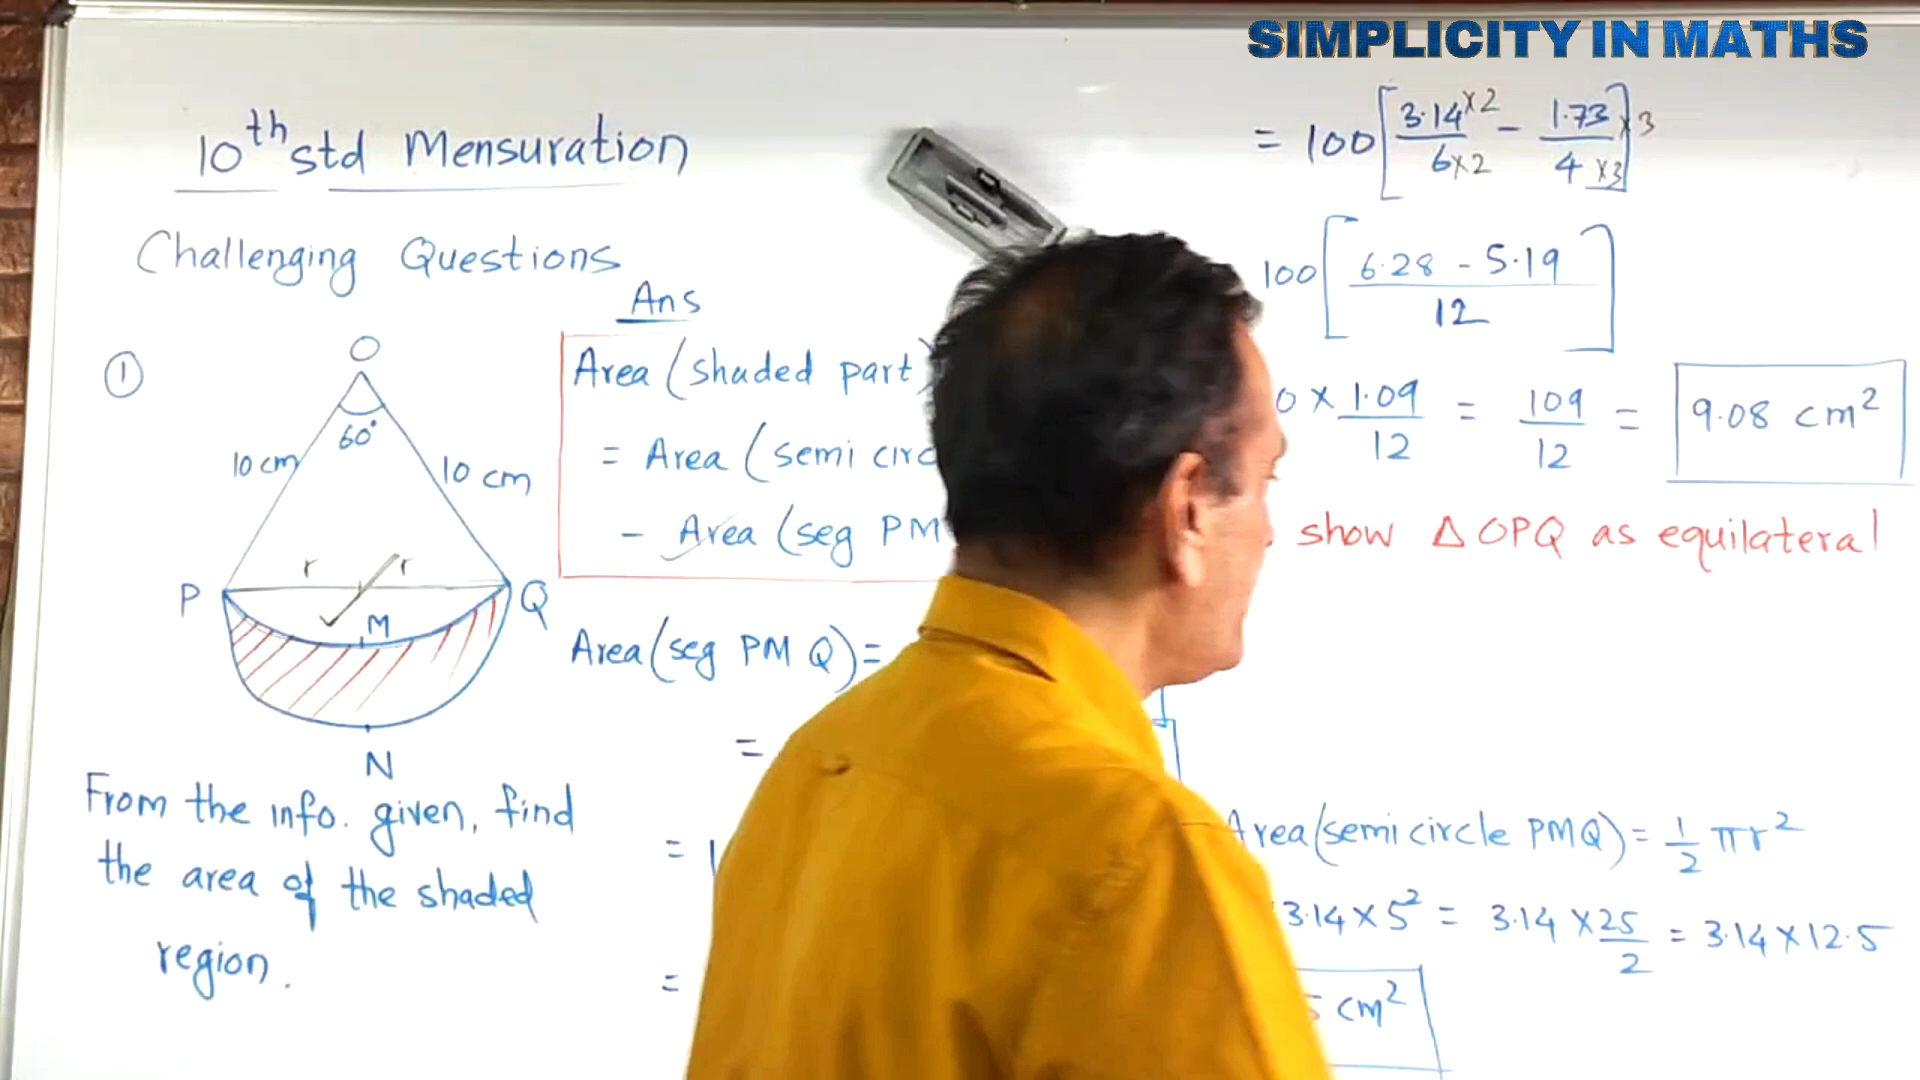 SIMPLICITY IN MATHS
10th std Mensuration
Challenging Questions
①
O
60°
10 cm
10 cm
r
r
P
Q
M
N
From the info. given, find
the area of the shaded
region.
Ans
Area (shaded part)
= Area (semi circ
- Area (seg PM
Area (seg PM Q) =
=
=
=
= 100 [3.14 ×2 / 6 ×2 - 1.73 ×3 / 4 ×3]
100 [6.28 - 5.19 / 12]
0 × 1.09 / 12 = 109 / 12 = 9.08 cm²
show △ OPQ as equilateral
Area (semi circle PMQ) = 1/2 πr²
3.14 × 5² = 3.14 × 25/2 = 3.14 × 12.5
5 cm²